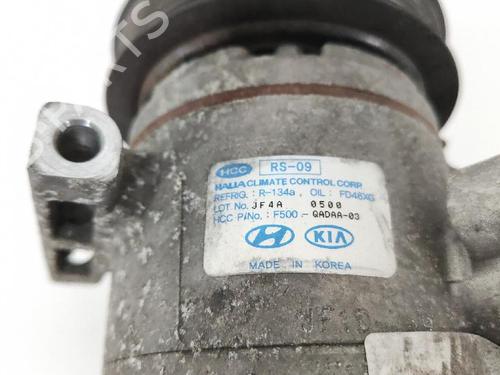 HCC RS-09
HALLA CLIMATE CONTROL CORP.
REFRIG. : R-134a, OIL : FD46XG
LOT No. JF4A 0500
HCC P/No. : F500-QADAA-03
KIA
MADE IN KOREA